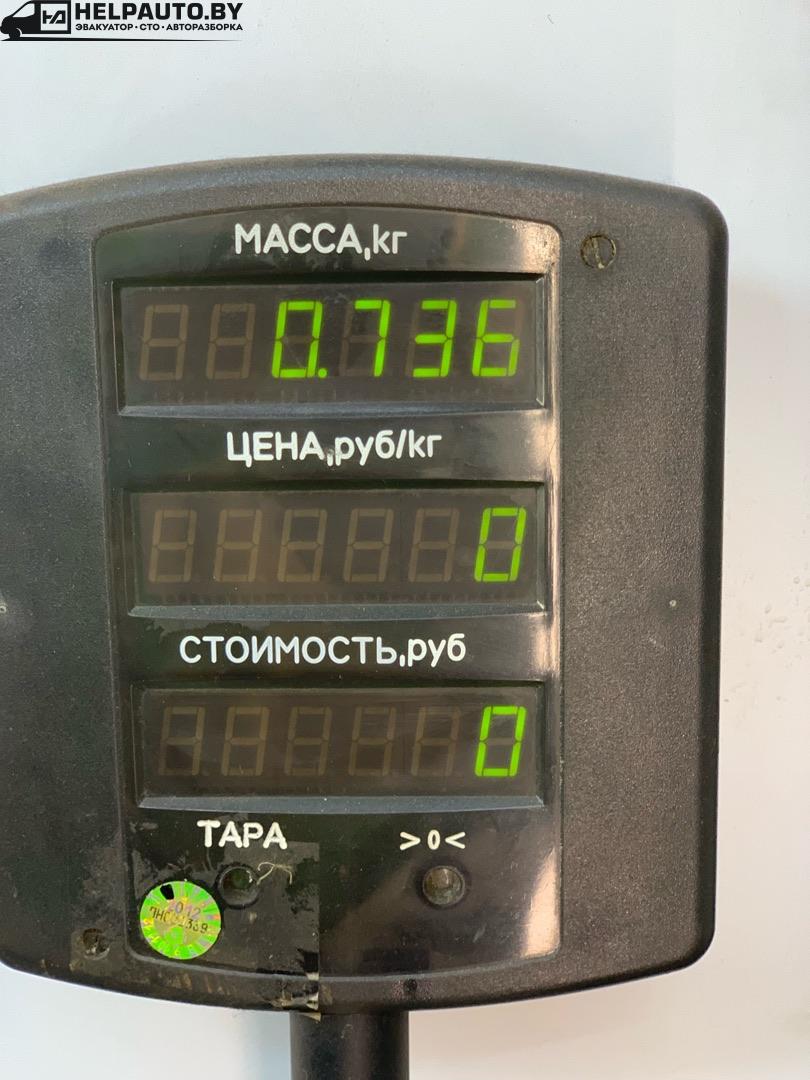 HELPAUTO.BY
ЭВАКУАТОР • СТО • АВТОРАЗБОРКА
МАССА,кг
0.736
ЦЕНА,руб/кг
0
СТОИМОСТЬ,руб
0
ТАРА >0<